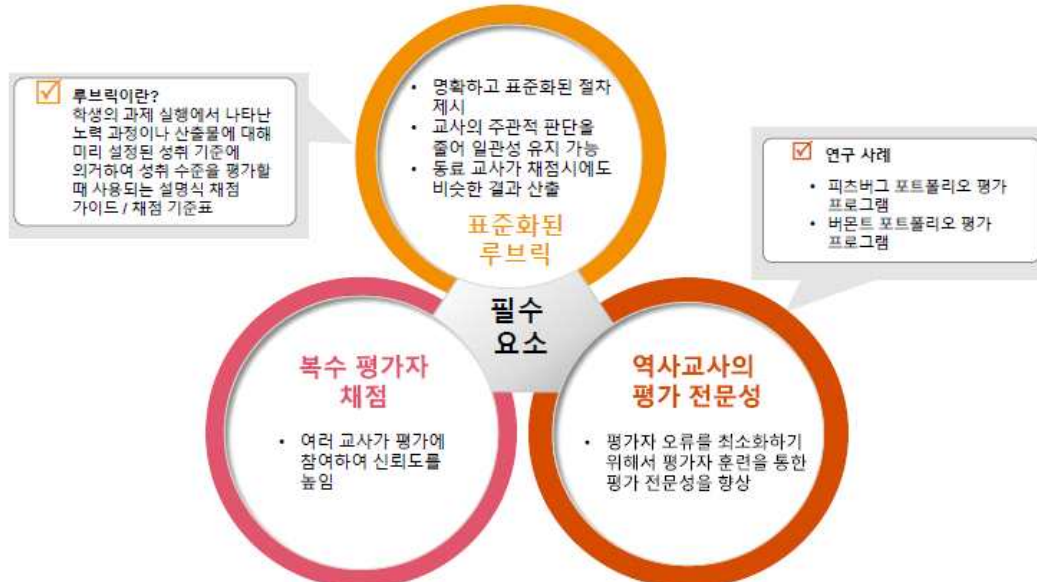 루브릭이란?
학생의 과제 실행에서 나타난
노력 과정이나 산출물에 대해
미리 설정된 성취 기준에
의거하여 성취 수준을 평가할
때 사용되는 설명식 채점
가이드 / 채점 기준표
• 명확하고 표준화된 절차
제시
• 교사의 주관적 판단을
줄어 일관성 유지 가능
• 동료 교사가 채점시에도
비슷한 결과 산출
표준화된
루브릭
연구 사례
• 피츠버그 포트폴리오 평가
프로그램
• 버몬트 포트폴리오 평가
프로그램
필수
요소
복수 평가자
채점
• 여러 교사가 평가에
참여하여 신뢰도를
높임
역사교사의
평가 전문성
• 평가자 오류를 최소화하기
위해서 평가자 훈련을 통한
평가 전문성을 향상